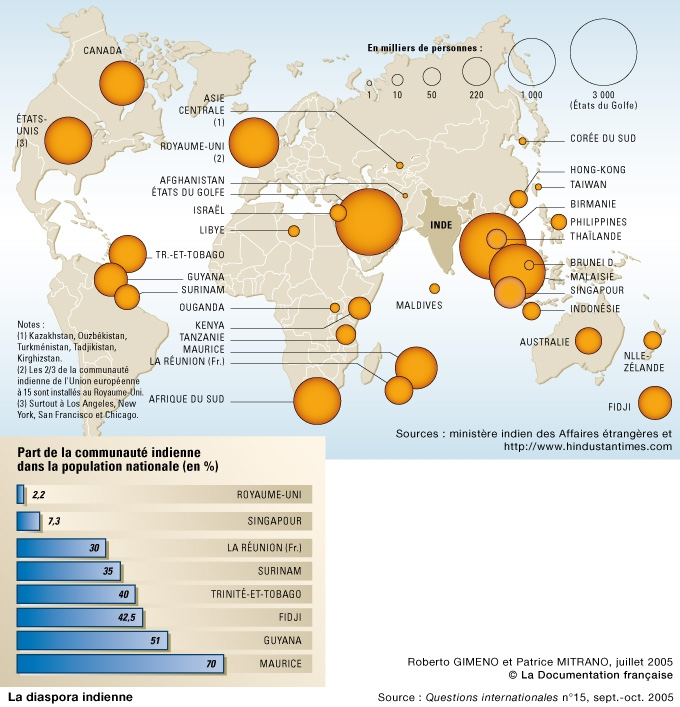 CANADA
En milliers de personnes :
1
10
50
220
1 000
3 000
(États du Golfe)
ÉTATS-
UNIS
(3)
ASIE
CENTRALE
(1)
ROYAUME-UNI
(2)
AFGHANISTAN
ÉTATS DU GOLFE
ISRAËL
LIBYE
INDE
CORÉE DU SUD
HONG-KONG
TAIWAN
BIRMANIE
PHILIPPINES
THAÏLANDE
BRUNEI D.
MALAISIE
SINGAPOUR
INDONÉSIE
TR.-ET-TOBAGO
GUYANA
SURINAM
OUGANDA
KENYA
TANZANIE
MAURICE
LA RÉUNION (Fr.)
AFRIQUE DU SUD
MALDIVES
AUSTRALIE
NLLE-
ZÉLANDE
FIDJI
Notes :
(1) Kazakhstan, Ouzbékistan,
Turkménistan, Tadjikistan,
Kirghizstan.
(2) Les 2/3 de la communauté
indienne de l'Union européenne
à 15 sont installés au Royaume-Uni.
(3) Surtout à Los Angeles, New
York, San Francisco et Chicago.
Sources : ministère indien des Affaires étrangères et
http://www.hindustantimes.com
Part de la communauté indienne
dans la population nationale (en %)
2,2 ROYAUME-UNI
7,3 SINGAPOUR
30 LA RÉUNION (Fr.)
35 SURINAM
40 TRINITÉ-ET-TOBAGO
42,5 FIDJI
51 GUYANA
70 MAURICE
Roberto GIMENO et Patrice MITRANO, juillet 2005
© La Documentation française
La diaspora indienne
Source : Questions internationales n°15, sept.-oct. 2005